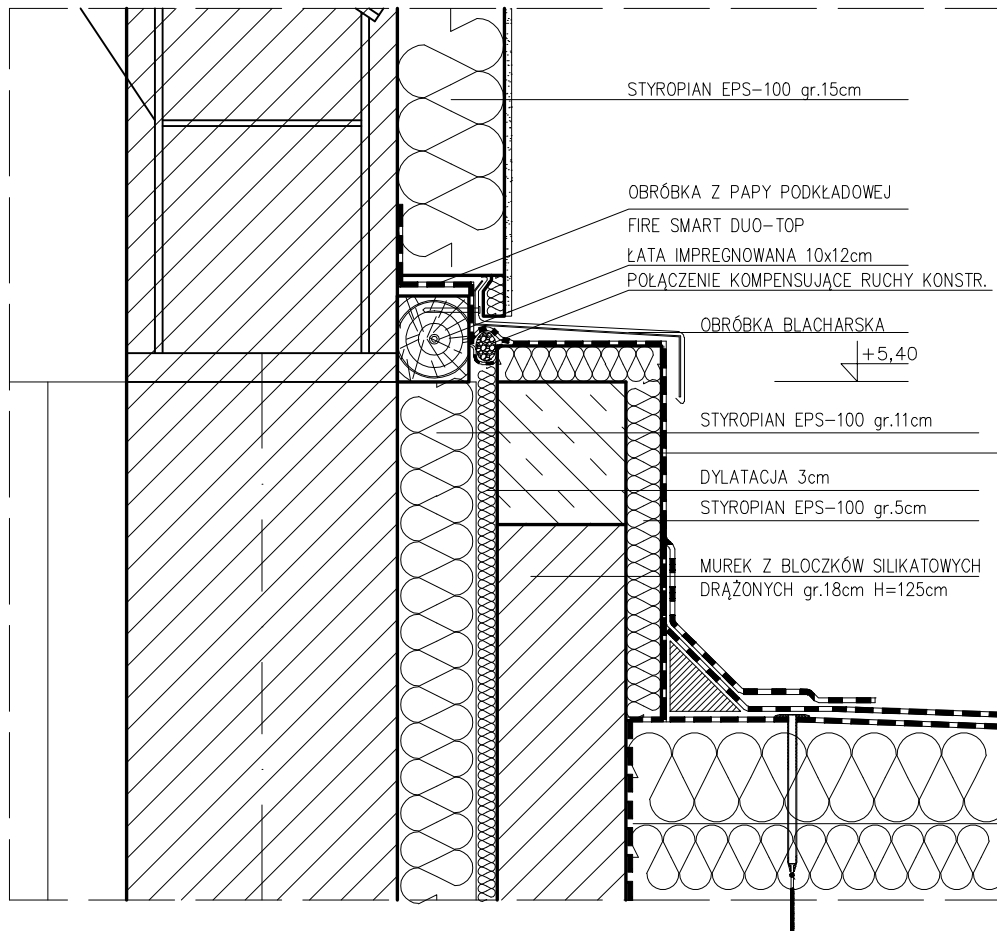 STYROPIAN EPS-100 gr.15cm
OBRÓBKA Z PAPY PODKŁADOWEJ
FIRE SMART DUO-TOP
ŁATA IMPREGNOWANA 10x12cm
POŁĄCZENIE KOMPENSUJĄCE RUCHY KONSTR.
OBRÓBKA BLACHARSKA
+5,40
STYROPIAN EPS-100 gr.11cm
DYLATACJA 3cm
STYROPIAN EPS-100 gr.5cm
MUREK Z BLOCZKÓW SILIKATOWYCH
DRĄŻONYCH gr.18cm H=125cm